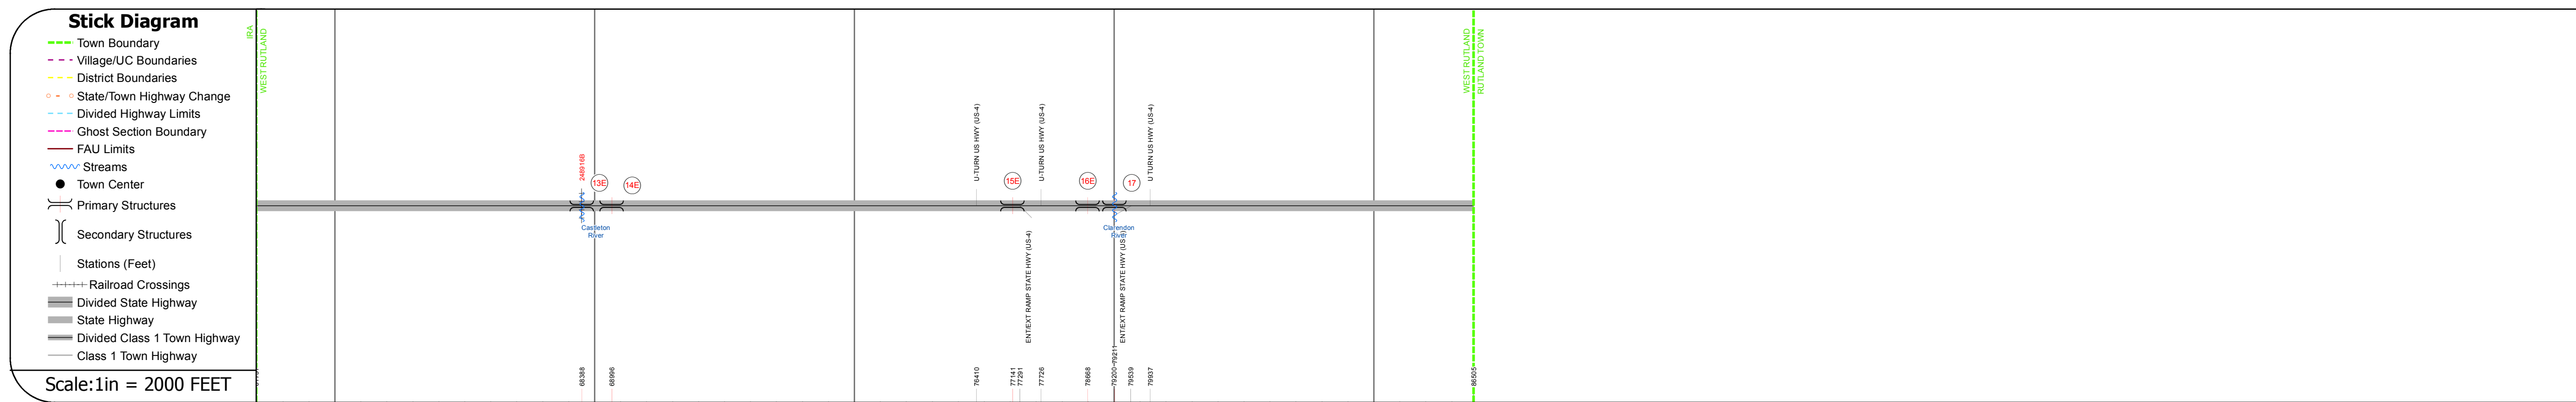 Stick Diagram
Town Boundary
Village/UC Boundaries
District Boundaries
State/Town Highway Change
Divided Highway Limits
Ghost Section Boundary
FAU Limits
Streams
Town Center
Primary Structures
Secondary Structures
Stations (Feet)
Railroad Crossings
Divided State Highway
State Highway
Divided Class 1 Town Highway
Class 1 Town Highway
Scale:1in = 2000 FEET
IRA
WEST RUTLAND
248916B
13E
14E
Castleton
River
U-TURN US HWY (US-4)
15E
U-TURN US HWY (US-4)
16E
17
U TURN US HWY (US-4)
Clarendon
River
ENT/EXT RAMP STATE HWY (US-4)
ENT/EXT RAMP STATE HWY (US-4)
WEST RUTLAND
RUTLAND TOWN
68388
68996
76410
77141
77291
77726
78668
79200-79211
79539
79937
86505